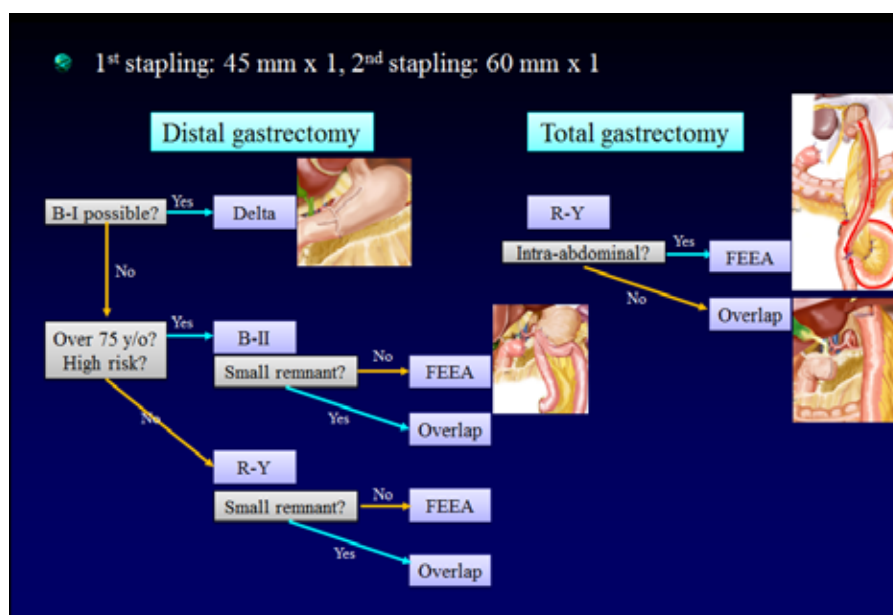 1st stapling: 45 mm x 1, 2nd stapling: 60 mm x 1
Distal gastrectomy
B-I possible?
Yes
Delta
No
Over 75 y/o?
High risk?
Yes
B-II
Small remnant?
No
FEEA
Yes
Overlap
No
R-Y
Small remnant?
No
FEEA
Yes
Overlap
Total gastrectomy
R-Y
Intra-abdominal?
Yes
FEEA
No
Overlap